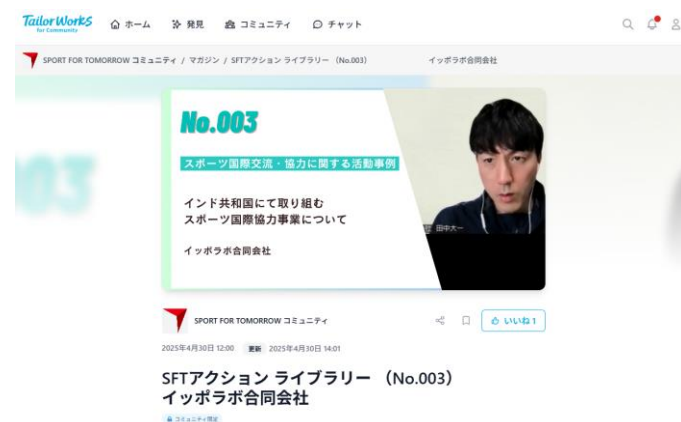 TailorWorks
for Community
ホーム
発見
コミュニティ
チャット
SPORT FOR TOMORROW コミュニティ / マガジン / SFTアクション ライブラリー （No.003） イッポラボ合同会社
No.003
スポーツ国際交流・協力に関する活動事例
インド共和国にて取り組む
スポーツ国際協力事業について
イッポラボ合同会社
田中大一
SPORT FOR TOMORROW コミュニティ
いいね 1
2025年4月30日 12:00 更新 2025年4月30日 14:01
SFTアクション ライブラリー （No.003）
イッポラボ合同会社
コミュニティ限定